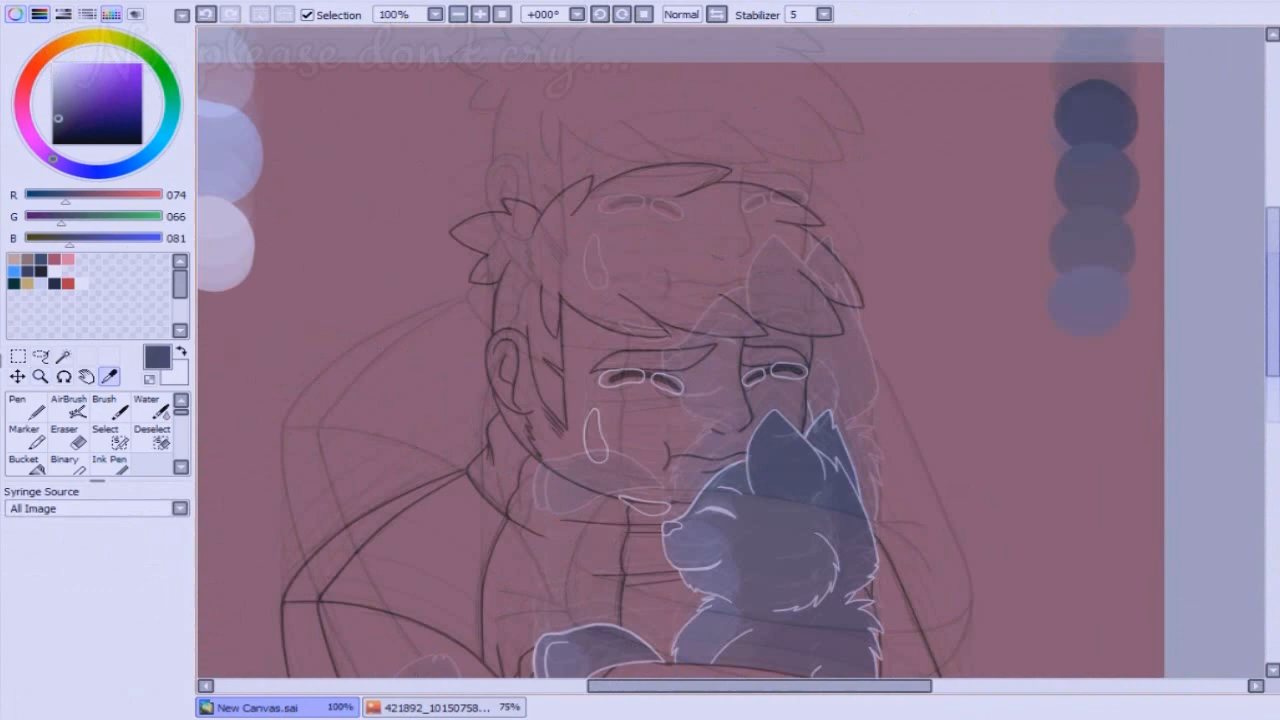 Selection 100% +000° Normal Stabilizer 5
please don't cry...
R 074
G 066
B 081
Pen AirBrush Brush Water
Marker Eraser Select Deselect
Bucket Binary Ink Pen
Syringe Source
All Image
New Canvas.sai 100% 421892_10150758... 75%